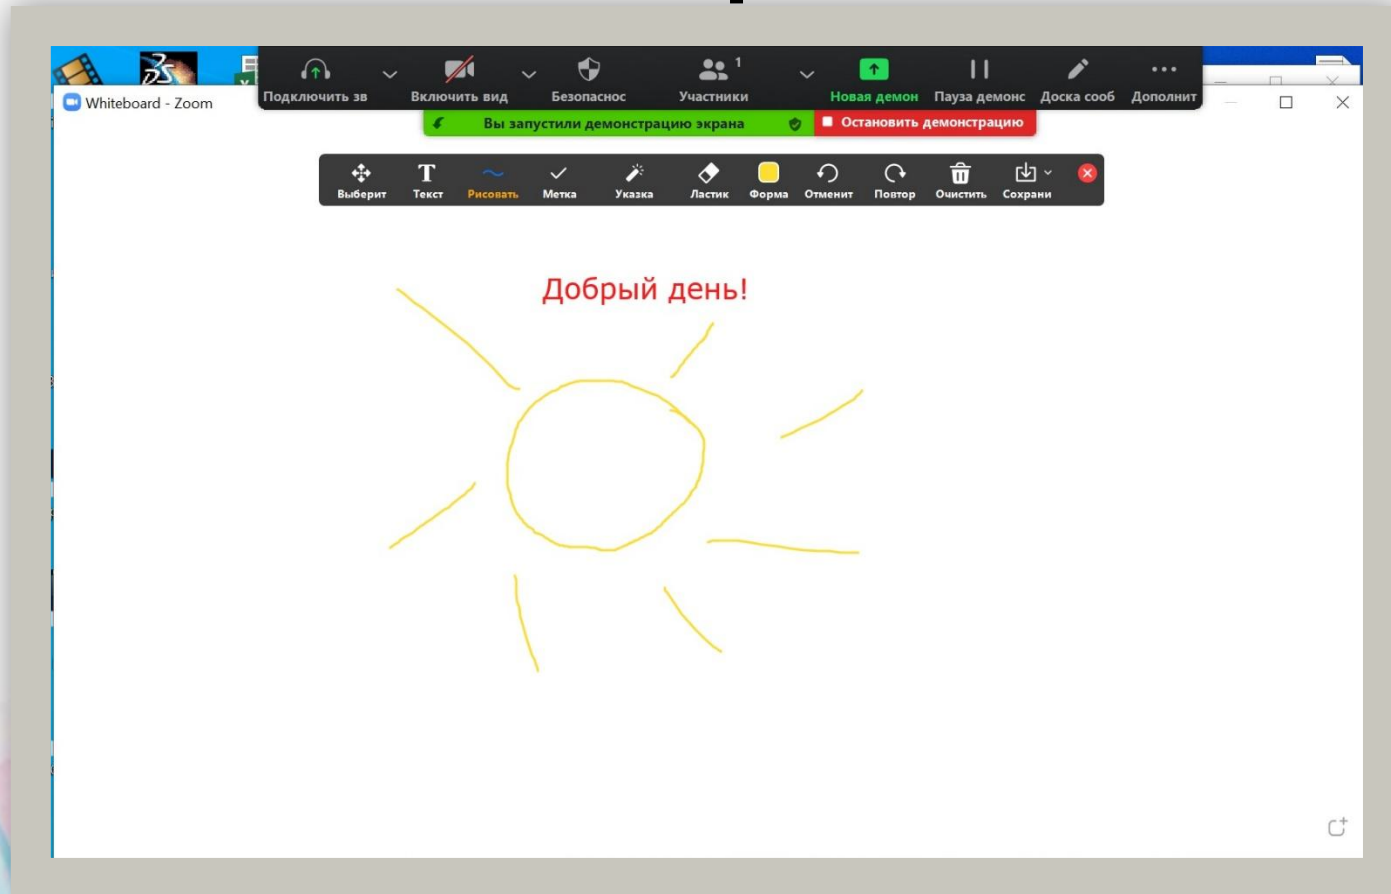 Whiteboard - Zoom
Подключить зв Включить вид Безопаснос Участники 1 Новая демон Пауза демонс Доска сооб Дополнит
Вы запустили демонстрацию экрана Остановить демонстрацию
Выберит Текст Рисовать Метка Указка Ластик Форма Отменит Повтор Очистить Сохрани
Добрый день!